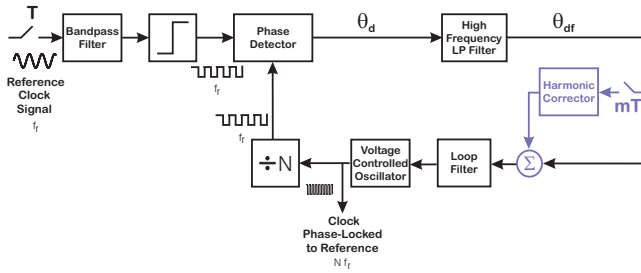 T
Bandpass
Filter
Phase
Detector
θd
High
Frequency
LP Filter
θdf
Reference
Clock
Signal
fr
fr
Harmonic
Corrector
mT
fr
÷N
Voltage
Controlled
Oscillator
Loop
Filter
Σ
Clock
Phase-Locked
to Reference
N fr